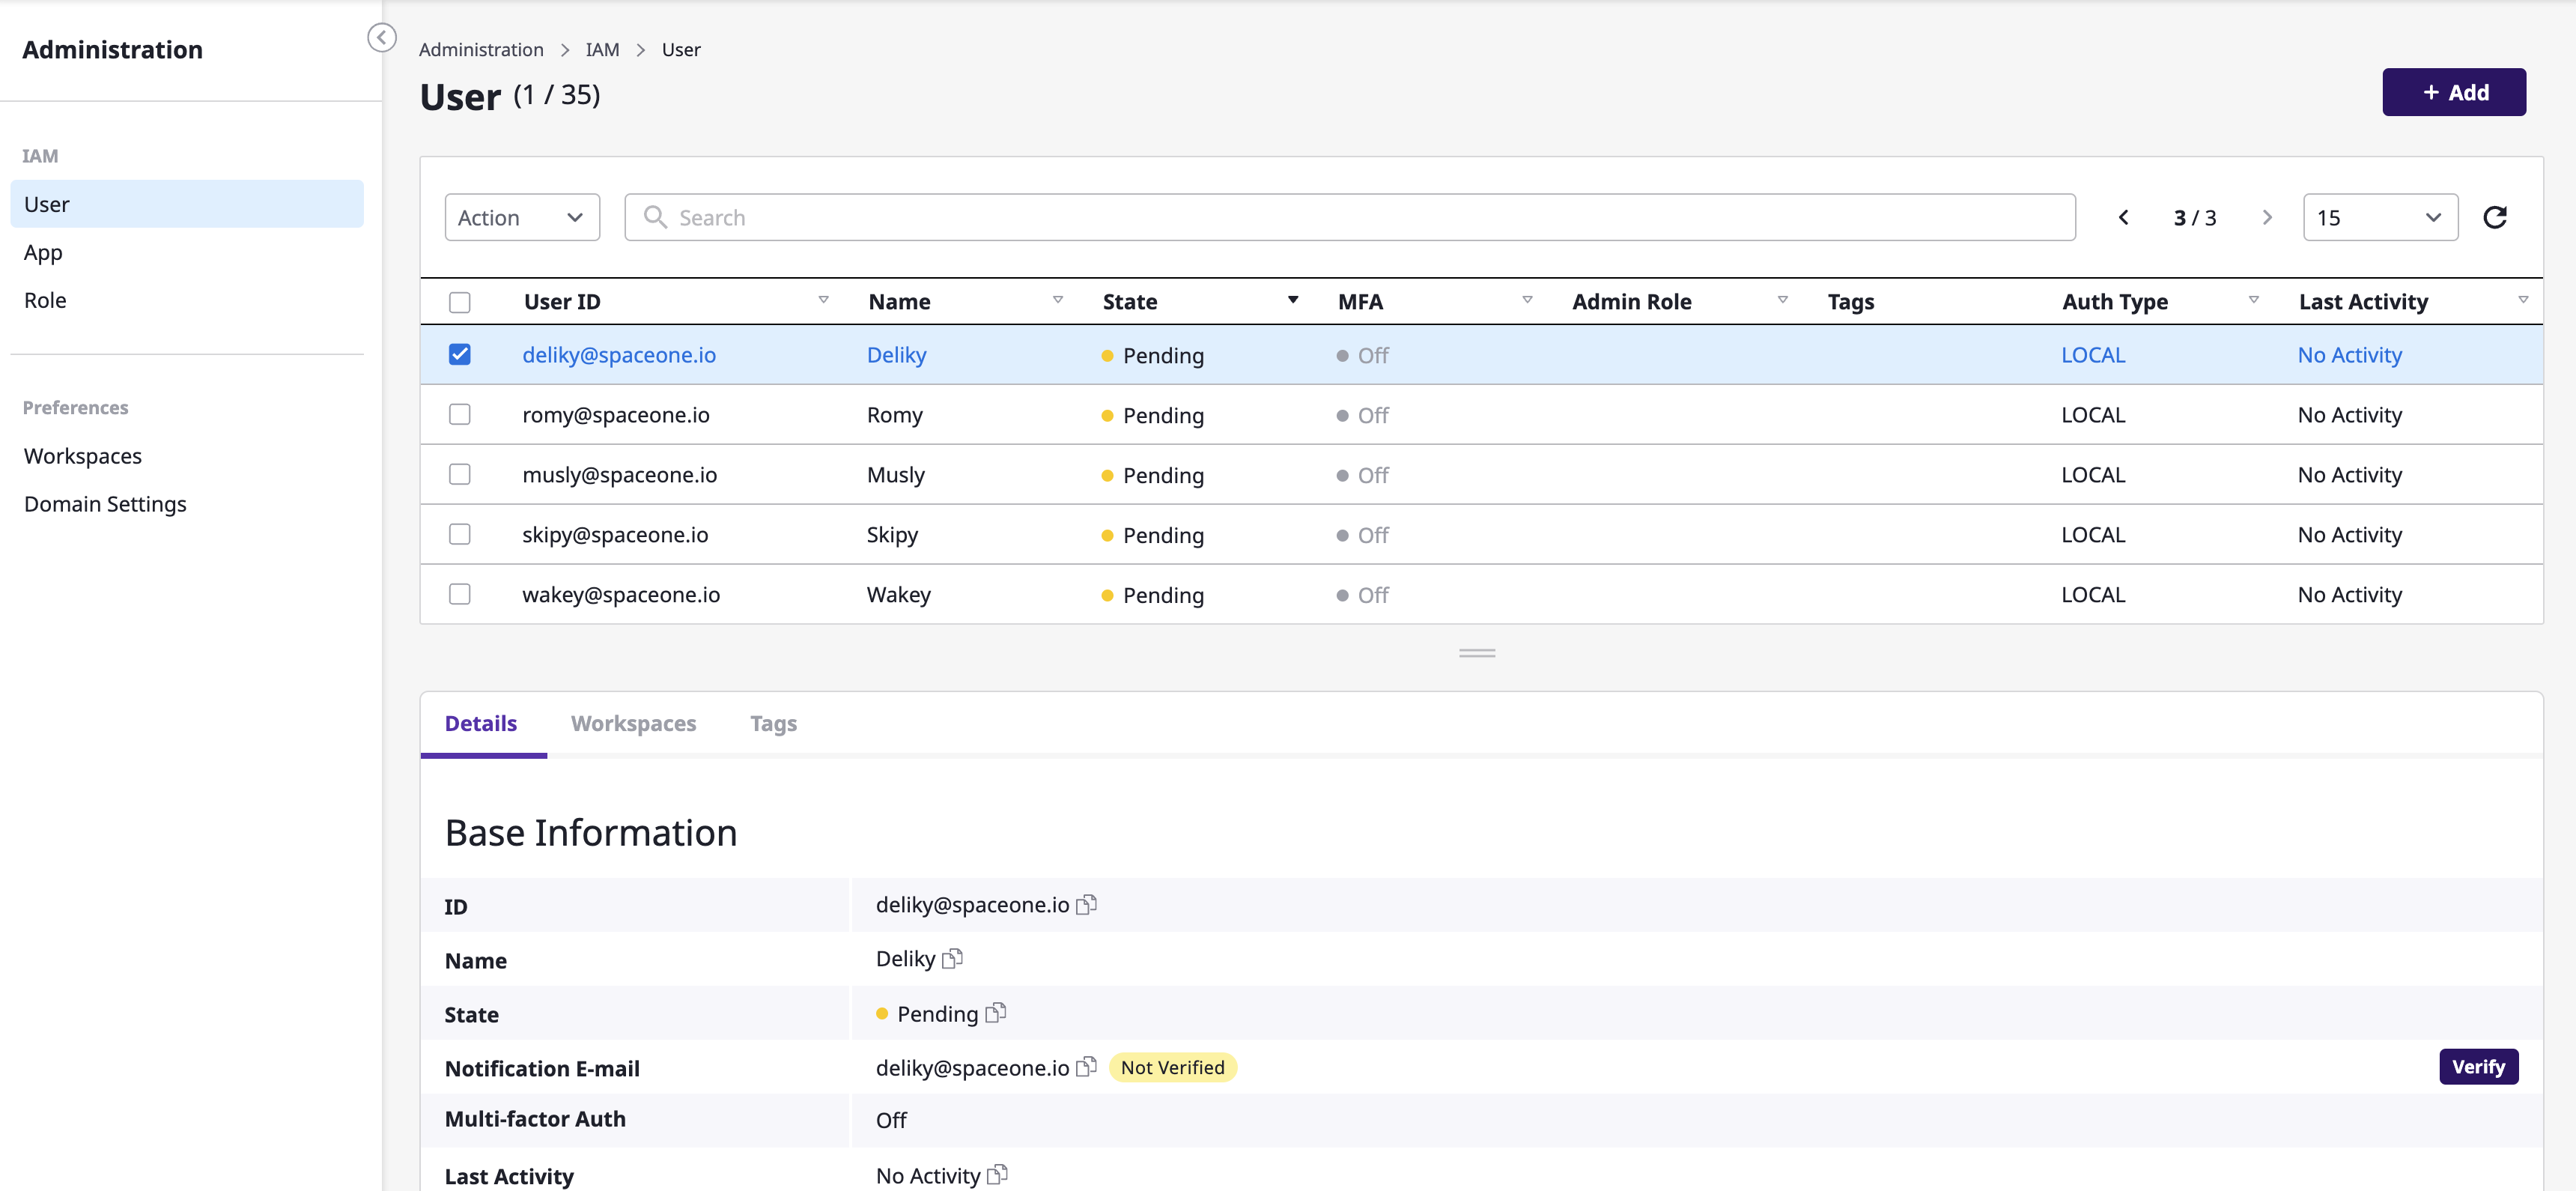 Administration
IAM
User
App
Role
Preferences
Workspaces
Domain Settings
Administration > IAM > User
User (1 / 35)
+ Add
Action
Search
3 / 3
15
User ID Name State MFA Admin Role Tags Auth Type Last Activity
deliky@spaceone.io Deliky Pending Off LOCAL No Activity
romy@spaceone.io Romy Pending Off LOCAL No Activity
musly@spaceone.io Musly Pending Off LOCAL No Activity
skipy@spaceone.io Skipy Pending Off LOCAL No Activity
wakey@spaceone.io Wakey Pending Off LOCAL No Activity
Details Workspaces Tags
Base Information
ID deliky@spaceone.io
Name Deliky
State Pending
Notification E-mail deliky@spaceone.io Not Verified Verify
Multi-factor Auth Off
Last Activity No Activity